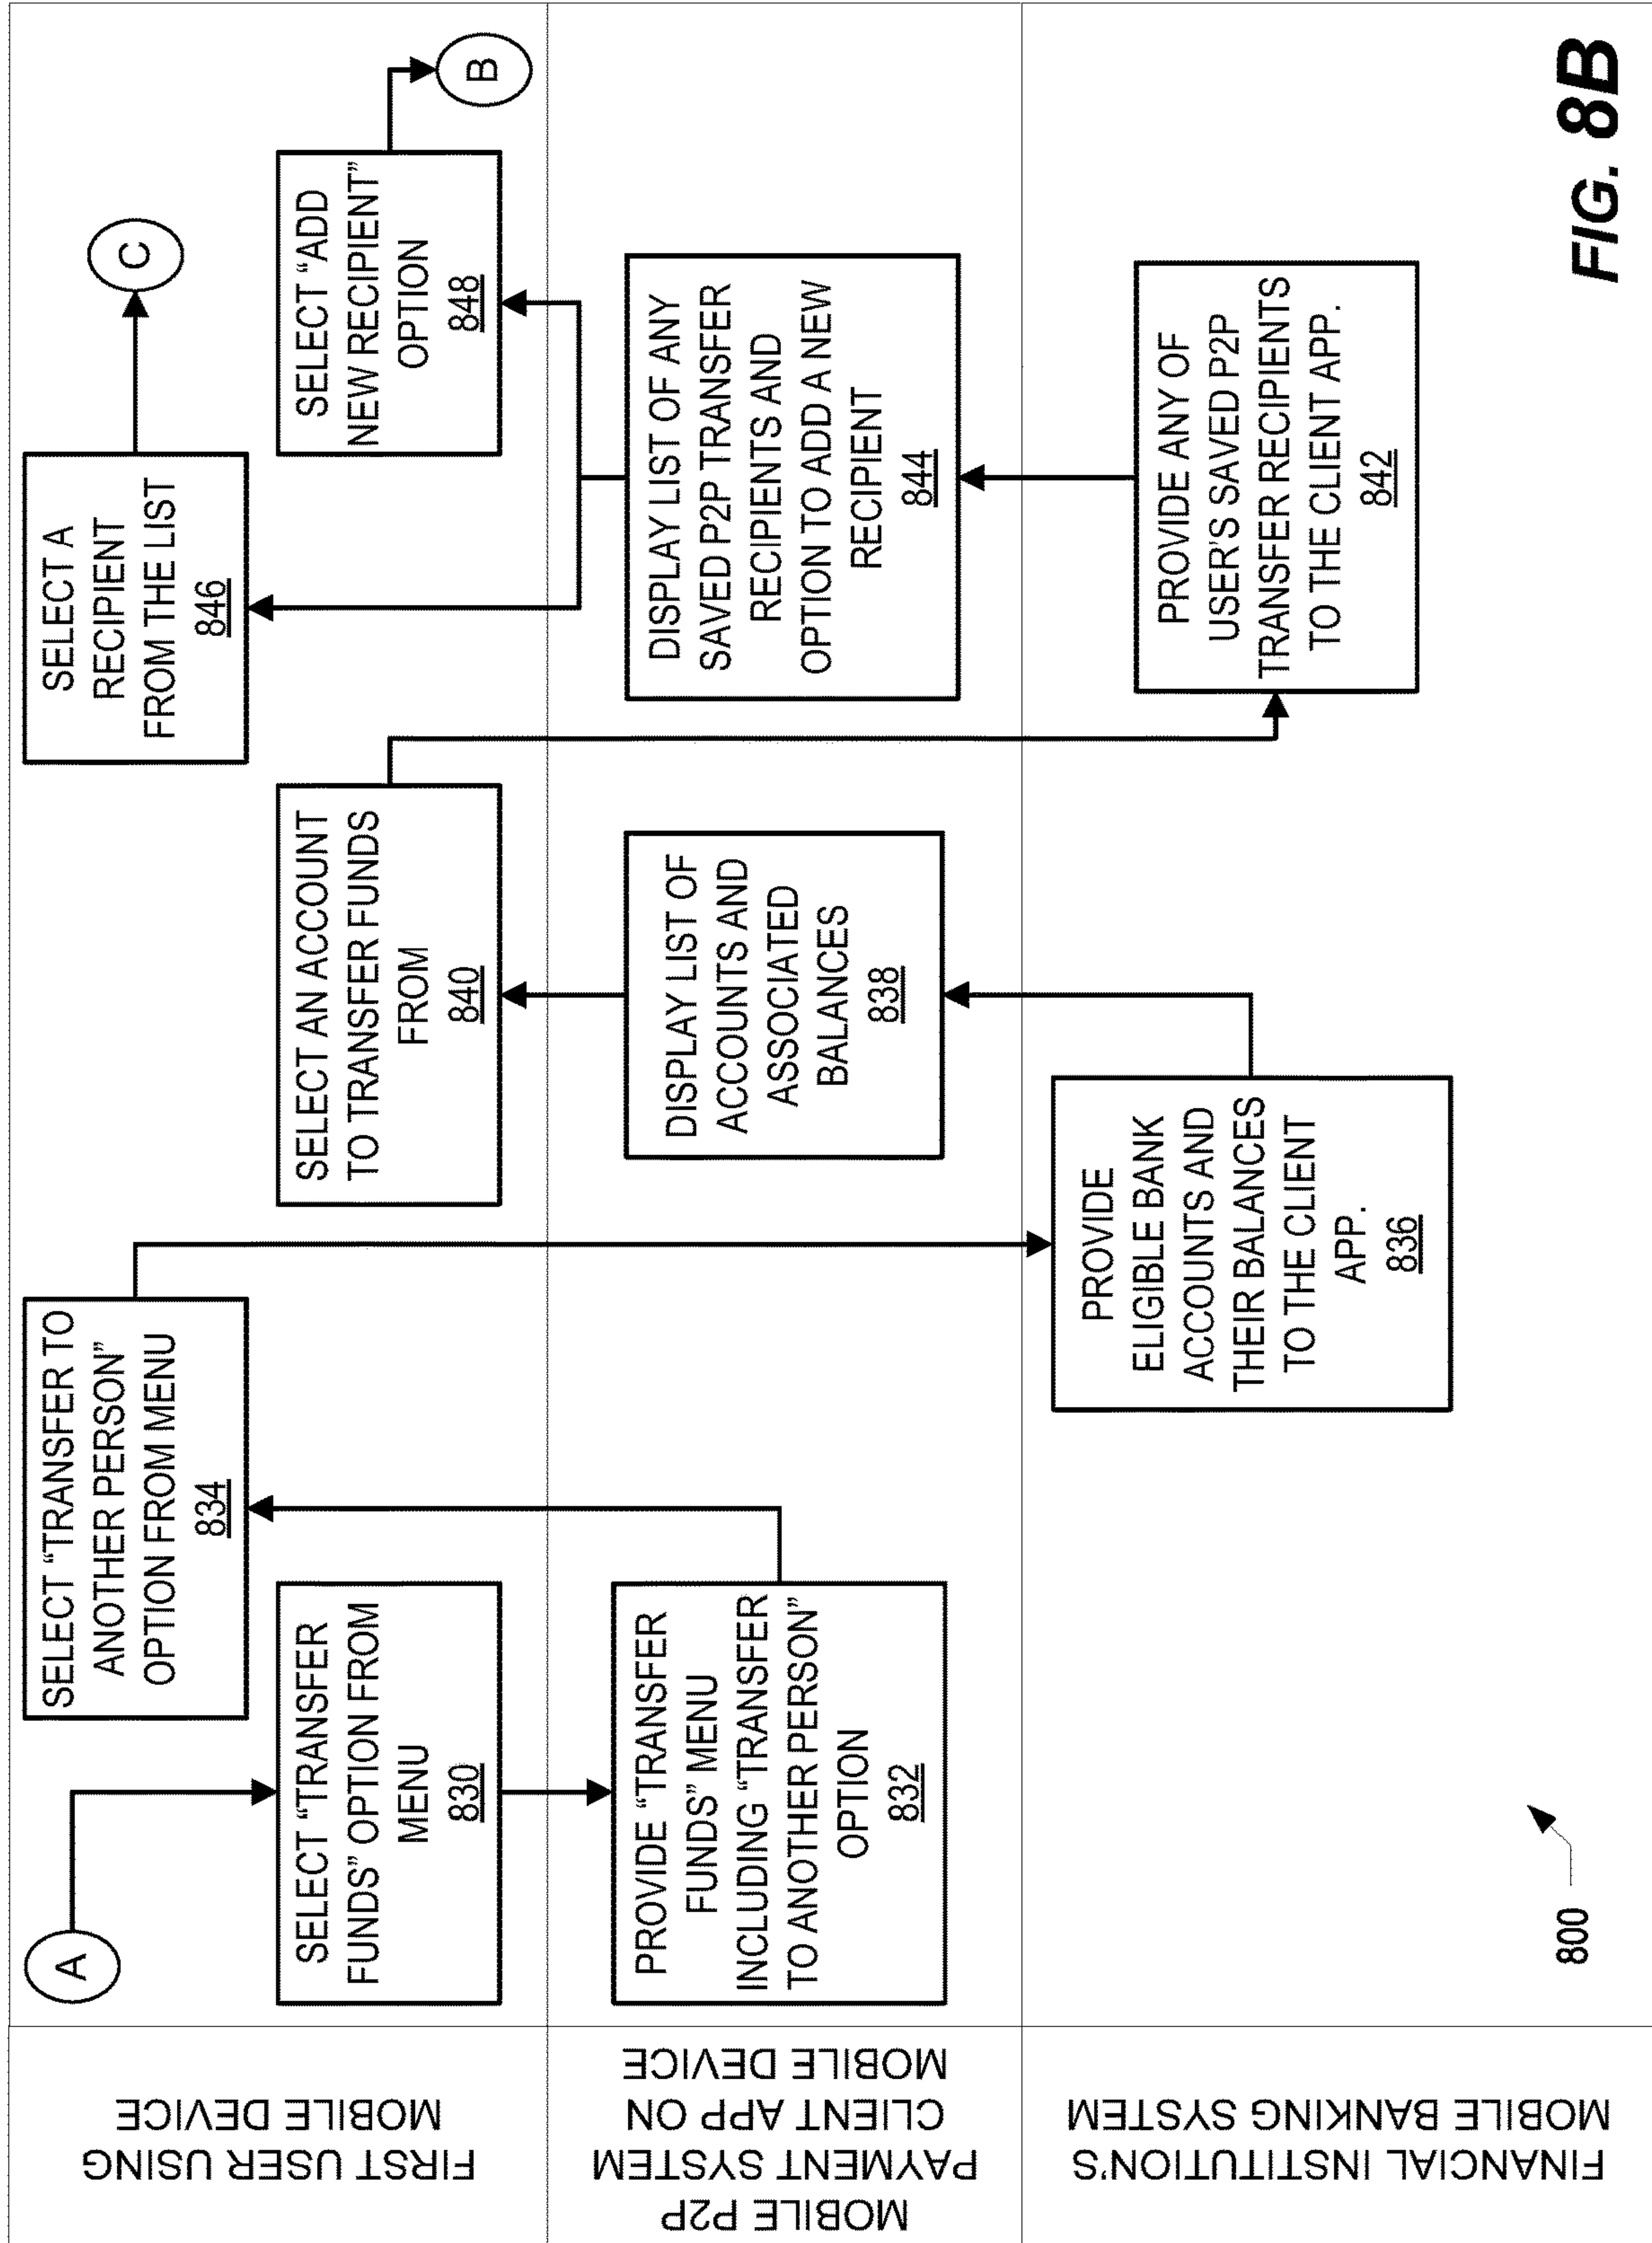 FIRST USER USING
MOBILE DEVICE
A
SELECT “TRANSFER
FUNDS” OPTION FROM
MENU
830
SELECT “TRANSFER TO
ANOTHER PERSON”
OPTION FROM MENU
834
SELECT AN ACCOUNT
TO TRANSFER FUNDS
FROM
840
SELECT A
RECIPIENT
FROM THE LIST
846
C
SELECT “ADD
NEW RECIPIENT”
OPTION
848
B
MOBILE P2P
PAYMENT SYSTEM
CLIENT APP ON
MOBILE DEVICE
PROVIDE “TRANSFER
FUNDS” MENU
INCLUDING “TRANSFER
TO ANOTHER PERSON”
OPTION
832
DISPLAY LIST OF
ACCOUNTS AND
ASSOCIATED
BALANCES
838
DISPLAY LIST OF ANY
SAVED P2P TRANSFER
RECIPIENTS AND
OPTION TO ADD A NEW
RECIPIENT
844
FINANCIAL INSTITUTION'S
MOBILE BANKING SYSTEM
PROVIDE
ELIGIBLE BANK
ACCOUNTS AND
THEIR BALANCES
TO THE CLIENT
APP.
836
PROVIDE ANY OF
USER'S SAVED P2P
TRANSFER RECIPIENTS
TO THE CLIENT APP.
842
800
FIG. 8B